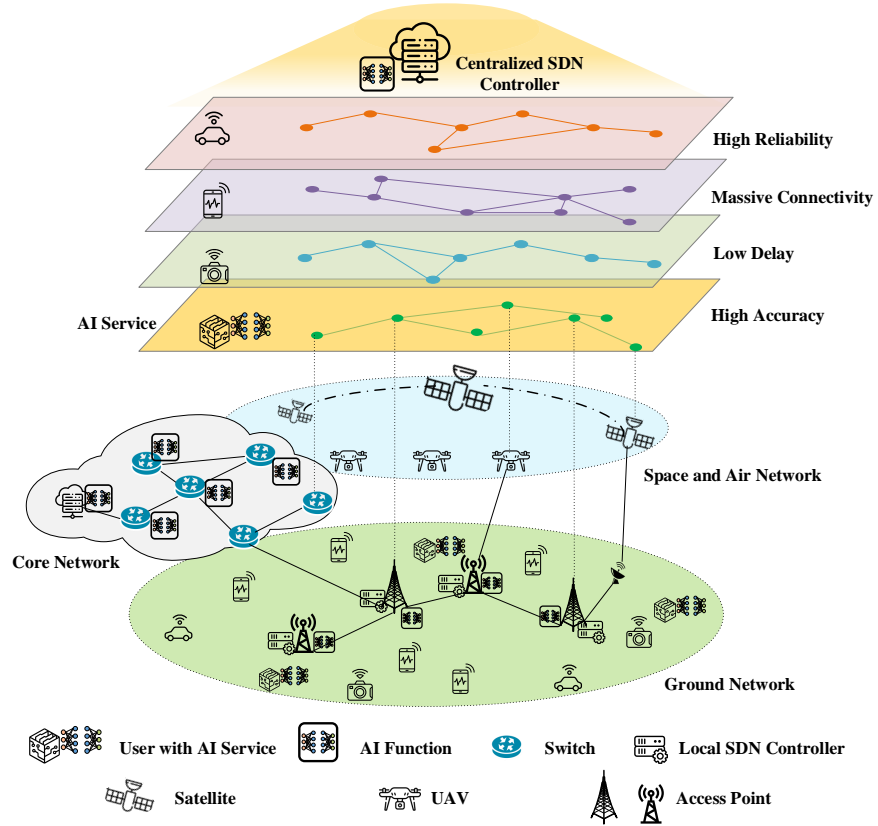 Centralized SDN
Controller
High Reliability
Massive Connectivity
Low Delay
AI Service
High Accuracy
Space and Air Network
Core Network
Ground Network
User with AI Service
AI Function
Switch
Local SDN Controller
Satellite
UAV
Access Point